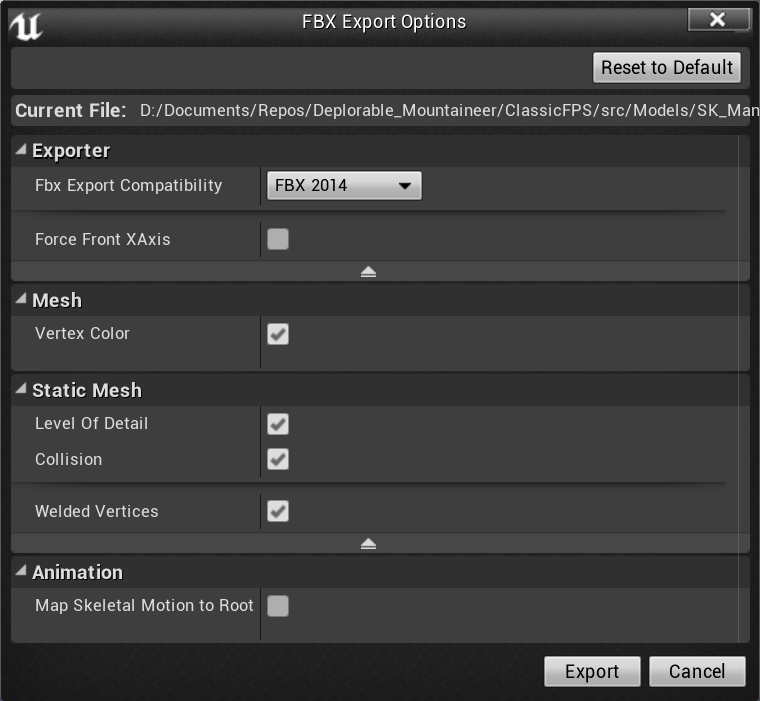 FBX Export Options
Reset to Default
Current File: D:/Documents/Repos/Deplorable_Mountaineer/ClassicFPS/src/Models/SK_Man
Exporter
Fbx Export Compatibility FBX 2014
Force Front XAxis
Mesh
Vertex Color
Static Mesh
Level Of Detail
Collision
Welded Vertices
Animation
Map Skeletal Motion to Root
Export Cancel